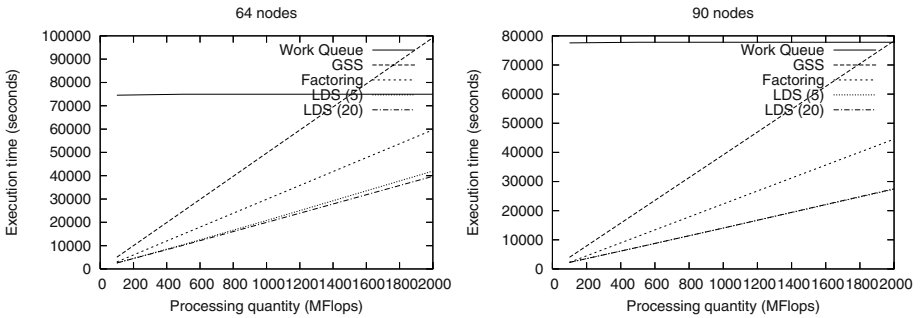 64 nodes
Execution time (seconds)
100000
90000
80000
70000
60000
50000
40000
30000
20000
10000
0
Work Queue
GSS
Factoring
LDS (5)
LDS (20)
0 200 400 600 800 1000 1200 1400 1600 1800 2000
Processing quantity (MFlops)
90 nodes
Execution time (seconds)
80000
70000
60000
50000
40000
30000
20000
10000
0
Work Queue
GSS
Factoring
LDS (5)
LDS (20)
0 200 400 600 800 1000 1200 1400 1600 1800 2000
Processing quantity (MFlops)